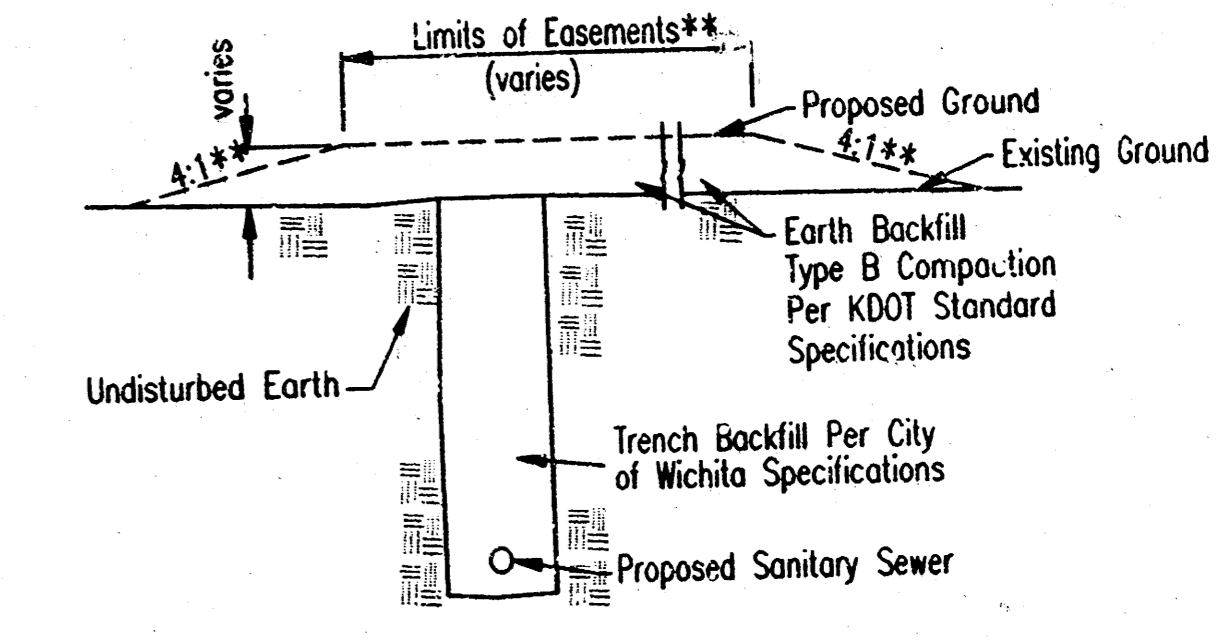 Limits of Easements**
(varies)
varies
Proposed Ground
4:1**
4:1**
Existing Ground
Earth Backfill
Type B Compaction
Per KDOT Standard
Specifications
Undisturbed Earth
Trench Backfill Per City
of Wichita Specifications
Proposed Sanitary Sewer